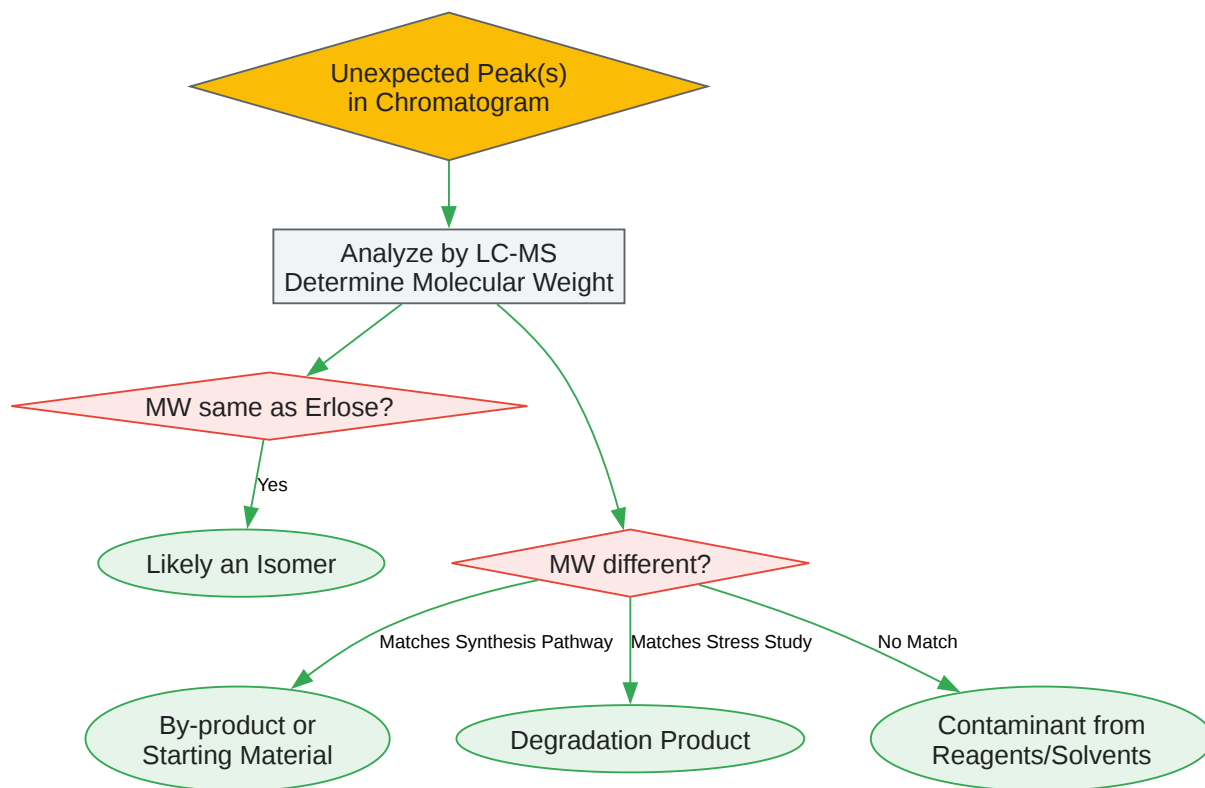 Unexpected Peak(s)
in Chromatogram
Analyze by LC-MS
Determine Molecular Weight
MW same as Erlose?
Yes
Likely an Isomer
MW different?
Matches Synthesis Pathway
Matches Stress Study
No Match
By-product or
Starting Material
Degradation Product
Contaminant from
Reagents/Solvents